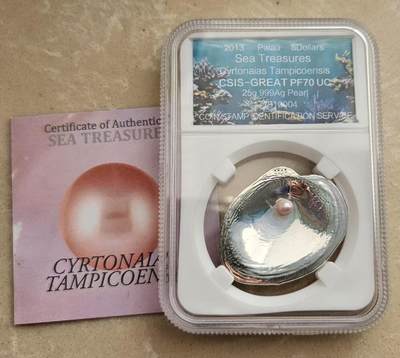 Certificate of Authentic
SEA TREASURE
CYRTONAIA
TAMPICOEN
2013 Palau 5Dollars
Sea Treasures
Cyrtonaias Tampicoensis
CSIS-GREAT PF70 UC
25g 999Ag Pearl
COIN STAMP IDENTIFICATION SERVICE